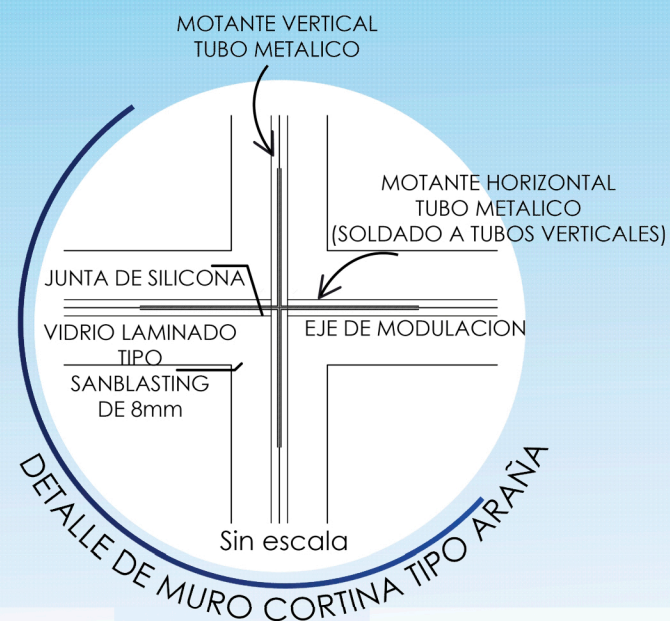 MOTANTE VERTICAL
TUBO METALICO
MOTANTE HORIZONTAL
TUBO METALICO
(SOLDADO A TUBOS VERTICALES)
JUNTA DE SILICONA
VIDRIO LAMINADO
TIPO
SANBLASTING
DE 8mm
EJE DE MODULACION
Sin escala
DETALLE DE MURO CORTINA TIPO ARAÑA